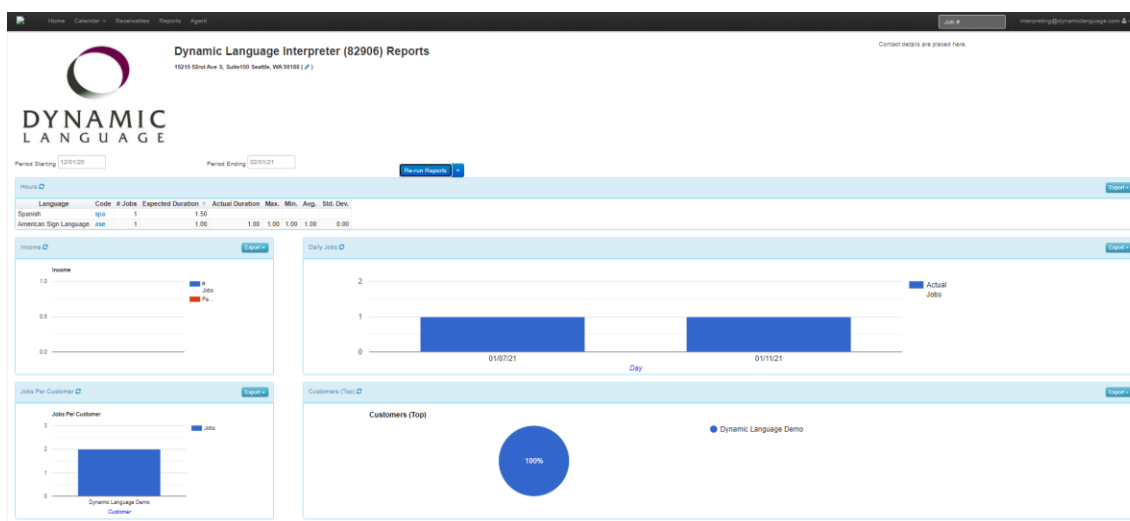 Home Calendar Receivables Reports Agent Job # interpreting@dynamiclanguage.com
Dynamic Language Interpreter (82906) Reports
15215 52nd Ave S, Suite100 Seattle, WA 98188 ( )
Contact details are placed here.
DYNAMIC
LANGUAGE
Period Starting 12/01/20 Period Ending 02/01/21 Re-run Reports
Hours Export
Language Code # Jobs Expected Duration Actual Duration Max. Min. Avg. Std. Dev.
Spanish spa 1 1.50
American Sign Language ase 1 1.00 1.00 1.00 1.00 1.00 0.00
Income Export
Income
1.0
0.5
0.0
#
Jobs
Pa...
Daily Jobs Export
2
1
0
01/07/21 01/11/21
Day
Actual
Jobs
Jobs Per Customer Export
Jobs Per Customer
3
2
1
0
Jobs
Dynamic Language Demo
Customer
Customers (Top) Export
Customers (Top)
100%
Dynamic Language Demo